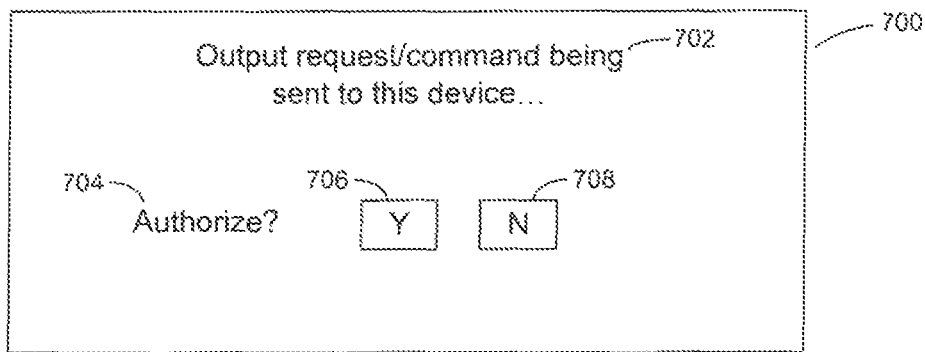 700
Output request/command being 702
sent to this device...
704 706 708
Authorize? Y N